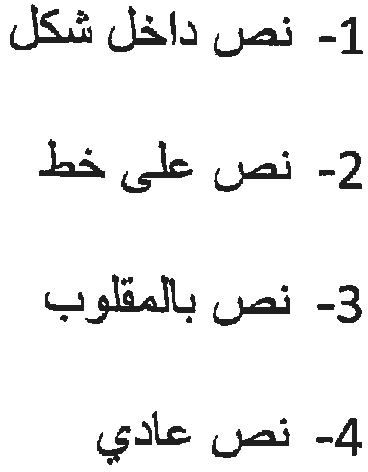 1- نص داخل شكل
2- نص على خط
3- نص بالمقلوب
4- نص عادي